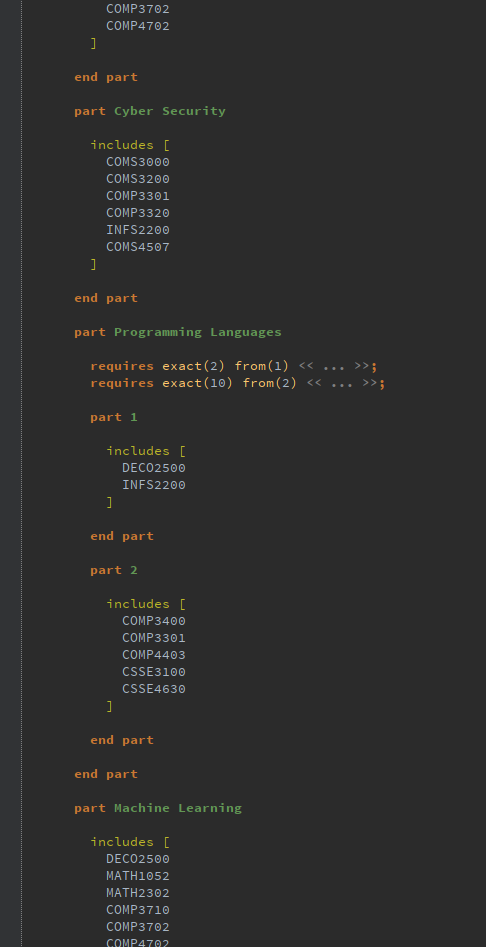 COMP3702
COMP4702
]
end part
part Cyber Security
includes [
COMS3000
COMS3200
COMP3301
COMP3320
INFS2200
COMS4507
]
end part
part Programming Languages
requires exact(2) from(1) << ... >>;
requires exact(10) from(2) << ... >>;
part 1
includes [
DECO2500
INFS2200
]
end part
part 2
includes [
COMP3400
COMP3301
COMP4403
CSSE3100
CSSE4630
]
end part
end part
part Machine Learning
includes [
DECO2500
MATH1052
MATH2302
COMP3710
COMP3702
COMP4702